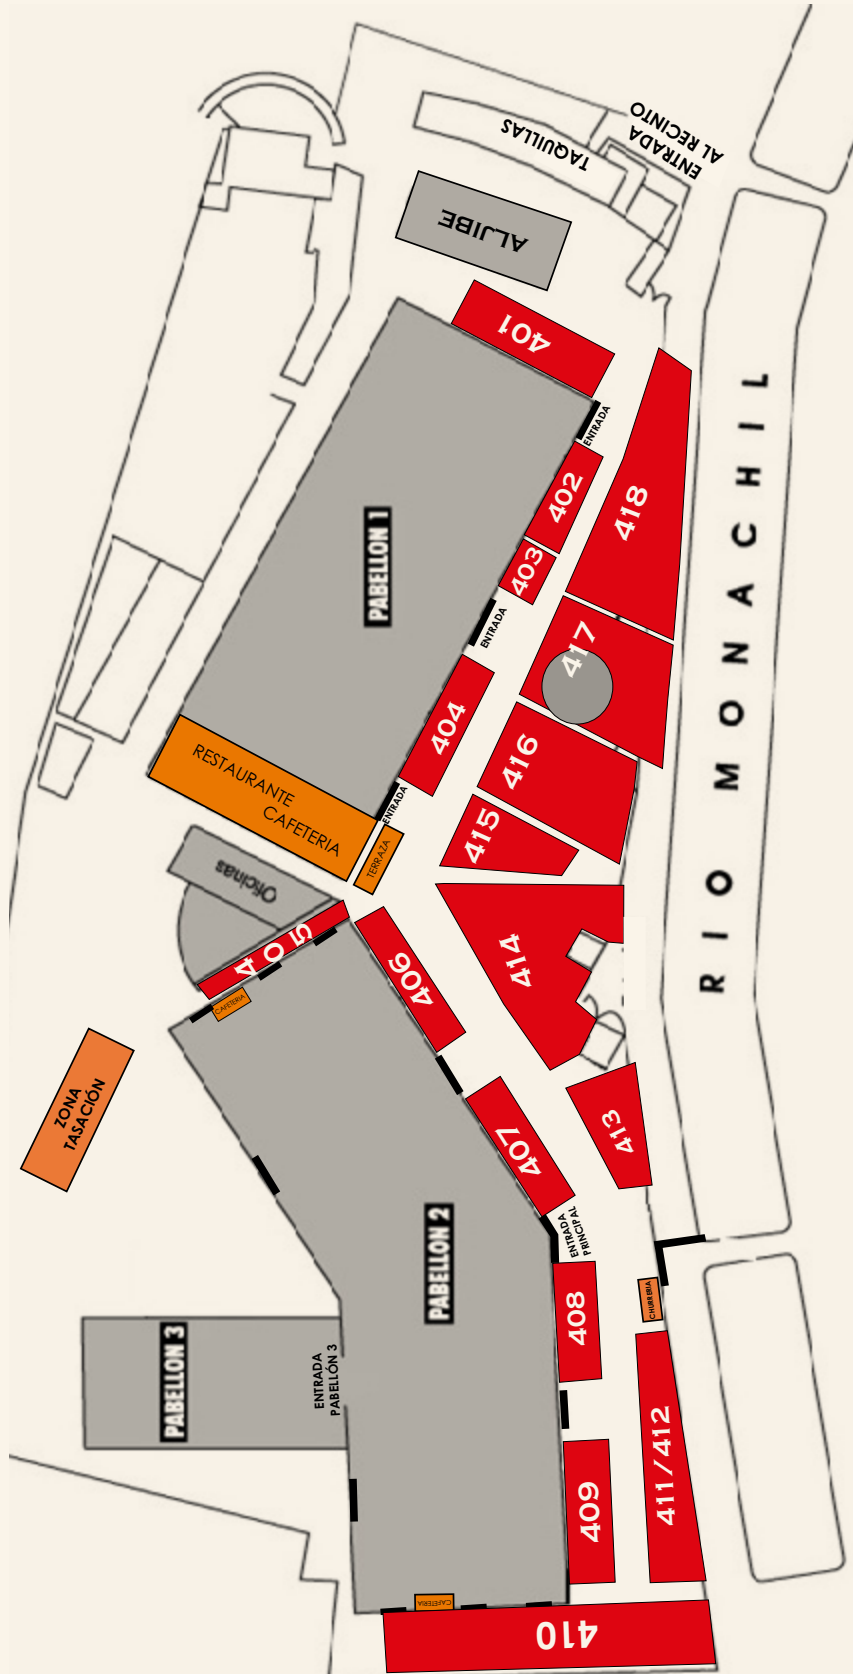 ENTRADA
AL RECINTO
TAQUILLAS
ALJIBE
401
ENTRADA
402
418
403
PABELLON 1
ENTRADA
417
404
416
RESTAURANTE
CAFETERIA
ENTRADA
TERRAZA
415
Oficinas
405
406
414
CAFETERIA
RIO MONACHIL
ZONA
TASACIÓN
407
413
ENTRADA
PRINCIPAL
PABELLON 2
408
CHURRERIA
PABELLON 3
ENTRADA
PABELLÓN 3
411/412
409
CAFETERIA
410